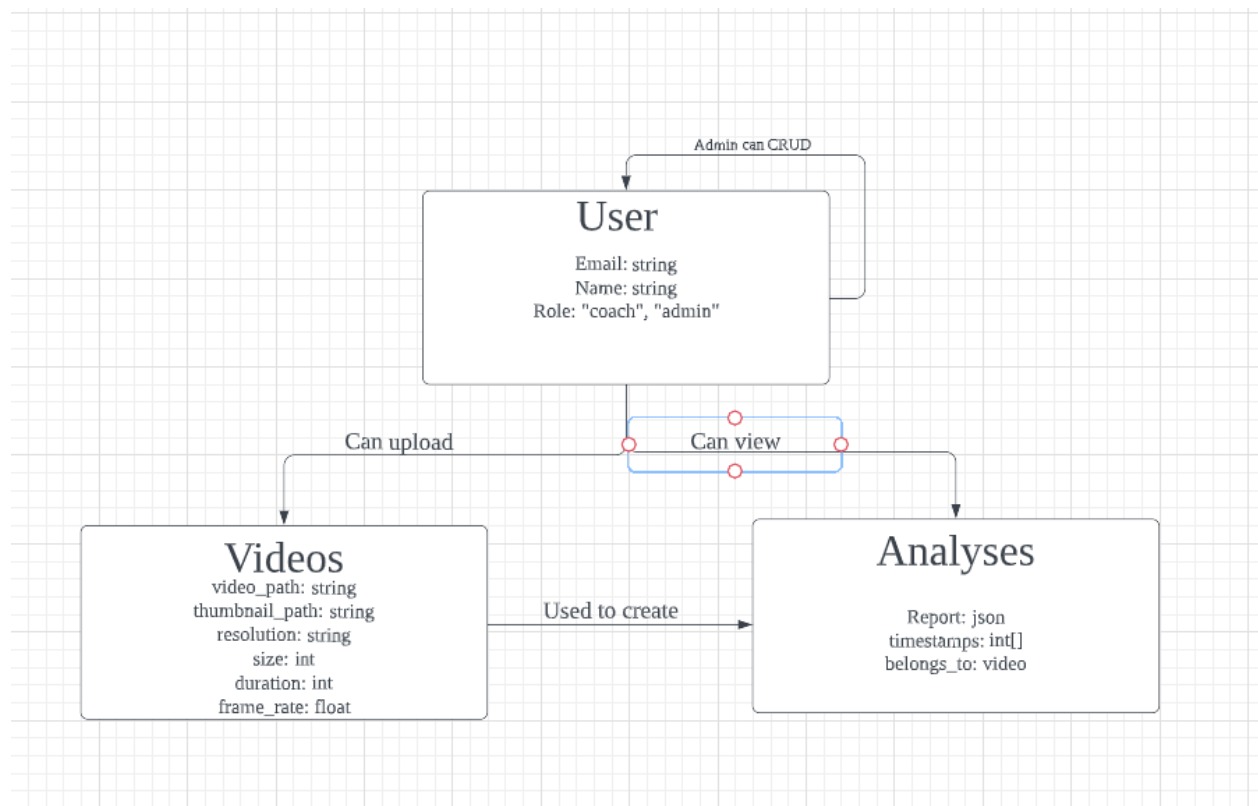 Admin can CRUD
User
Email: string
Name: string
Role: "coach", "admin"
Can upload
Can view
Videos
video_path: string
thumbnail_path: string
resolution: string
size: int
duration: int
frame_rate: float
Used to create
Analyses
Report: json
timestamps: int[]
belongs_to: video